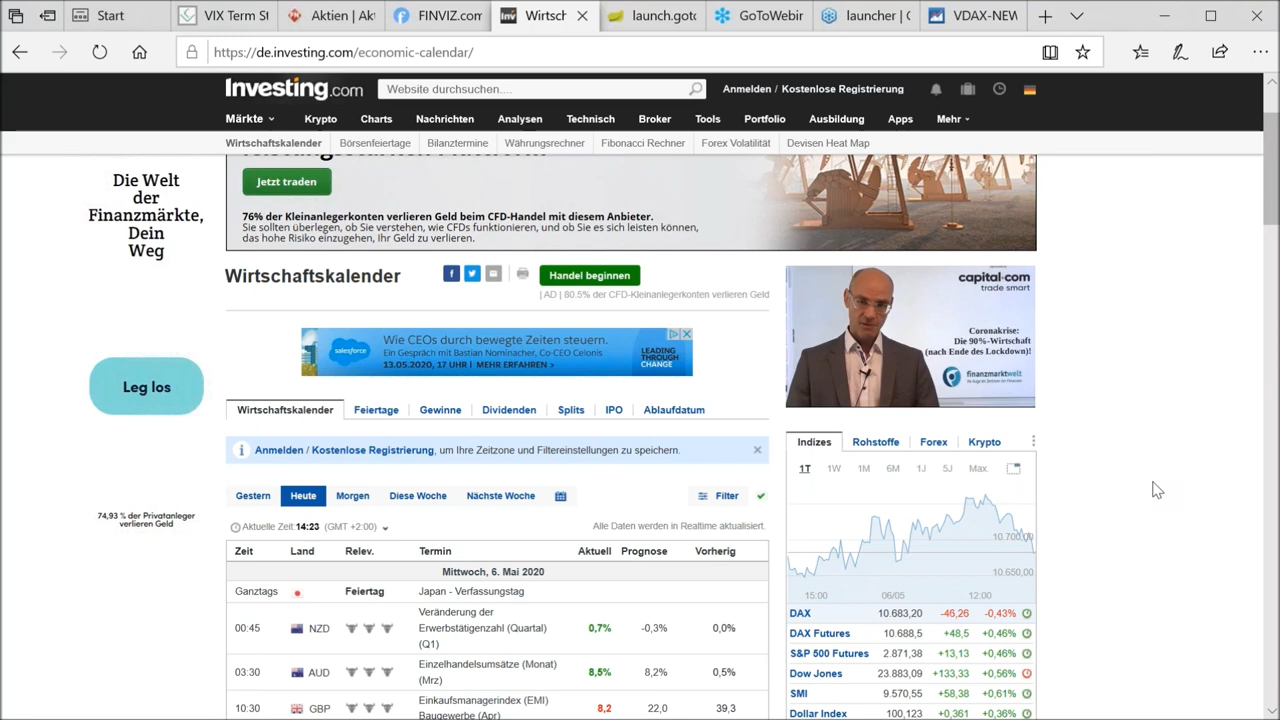 Start
VIX Term St
Aktien | Akt
FINVIZ.com
Wirtsch
launch.goto
GoToWebir
launcher | G
VDAX-NEW
https://de.investing.com/economic-calendar/
Investing.com
Website durchsuchen....
Anmelden / Kostenlose Registrierung
Märkte
Krypto
Charts
Nachrichten
Analysen
Technisch
Broker
Tools
Portfolio
Ausbildung
Apps
Mehr
Wirtschaftskalender
Börsenfeiertage
Bilanztermine
Währungsrechner
Fibonacci Rechner
Forex Volatilität
Devisen Heat Map
Die Welt
der
Finanzmärkte,
Dein
Weg
Leg los
74,93 % der Privatanleger
verlieren Geld
Jetzt traden
76% der Kleinanlegerkonten verlieren Geld beim CFD-Handel mit diesem Anbieter.
Sie sollten überlegen, ob Sie verstehen, wie CFDs funktionieren, und ob Sie es sich leisten können,
das hohe Risiko einzugehen, Ihr Geld zu verlieren.
Wirtschaftskalender
Handel beginnen
| AD | 80.5% der CFD-Kleinanlegerkonten verlieren Geld
salesforce
Wie CEOs durch bewegte Zeiten steuern.
Ein Gespräch mit Bastian Nominacher, Co-CEO Celonis
13.05.2020, 17 UHR | MEHR ERFAHREN >
LEADING
THROUGH
CHANGE
capital.com
trade smart
Coronakrise:
Die 90%-Wirtschaft
(nach Ende des Lockdown)!
finanzmarktwelt
Wirtschaftskalender
Feiertage
Gewinne
Dividenden
Splits
IPO
Ablaufdatum
Anmelden / Kostenlose Registrierung, um Ihre Zeitzone und Filtereinstellungen zu speichern.
Gestern
Heute
Morgen
Diese Woche
Nächste Woche
Filter
Aktuelle Zeit: 14:23 (GMT +2:00)
Alle Daten werden in Realtime aktualisiert.
Zeit Land Relev. Termin Aktuell Prognose Vorherig
Mittwoch, 6. Mai 2020
Ganztags Feiertag Japan - Verfassungstag
00:45 NZD Veränderung der
Erwerbstätigenzahl (Quartal)
(Q1) 0,7% -0,3% 0,0%
03:30 AUD Einzelhandelsumsätze (Monat)
(Mrz) 8,5% 8,2% 0,5%
10:30 GBP Einkaufsmanagerindex (EMI)
Baugewerbe (Apr) 8,2 22,0 39,3
Indizes
Rohstoffe
Forex
Krypto
1T 1W 1M 6M 1J 5J Max.
10.700,00
10.650,00
15:00 06/05 12:00
DAX 10.683,20 -46,26 -0,43%
DAX Futures 10.688,5 +48,5 +0,46%
S&P 500 Futures 2.871,38 +13,13 +0,46%
Dow Jones 23.883,09 +133,33 +0,56%
SMI 9.570,55 +58,38 +0,61%
Dollar Index 100,123 +0,361 +0,36%